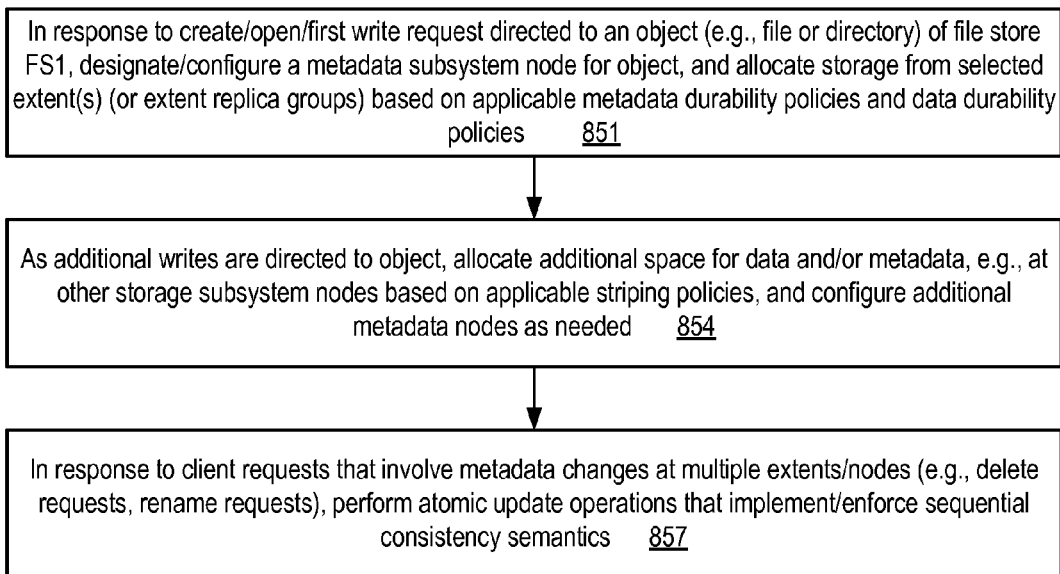 In response to create/open/first write request directed to an object (e.g., file or directory) of file store
FS1, designate/configure a metadata subsystem node for object, and allocate storage from selected
extent(s) (or extent replica groups) based on applicable metadata durability policies and data durability
policies 851
As additional writes are directed to object, allocate additional space for data and/or metadata, e.g., at
other storage subsystem nodes based on applicable striping policies, and configure additional
metadata nodes as needed 854
In response to client requests that involve metadata changes at multiple extents/nodes (e.g., delete
requests, rename requests), perform atomic update operations that implement/enforce sequential
consistency semantics 857